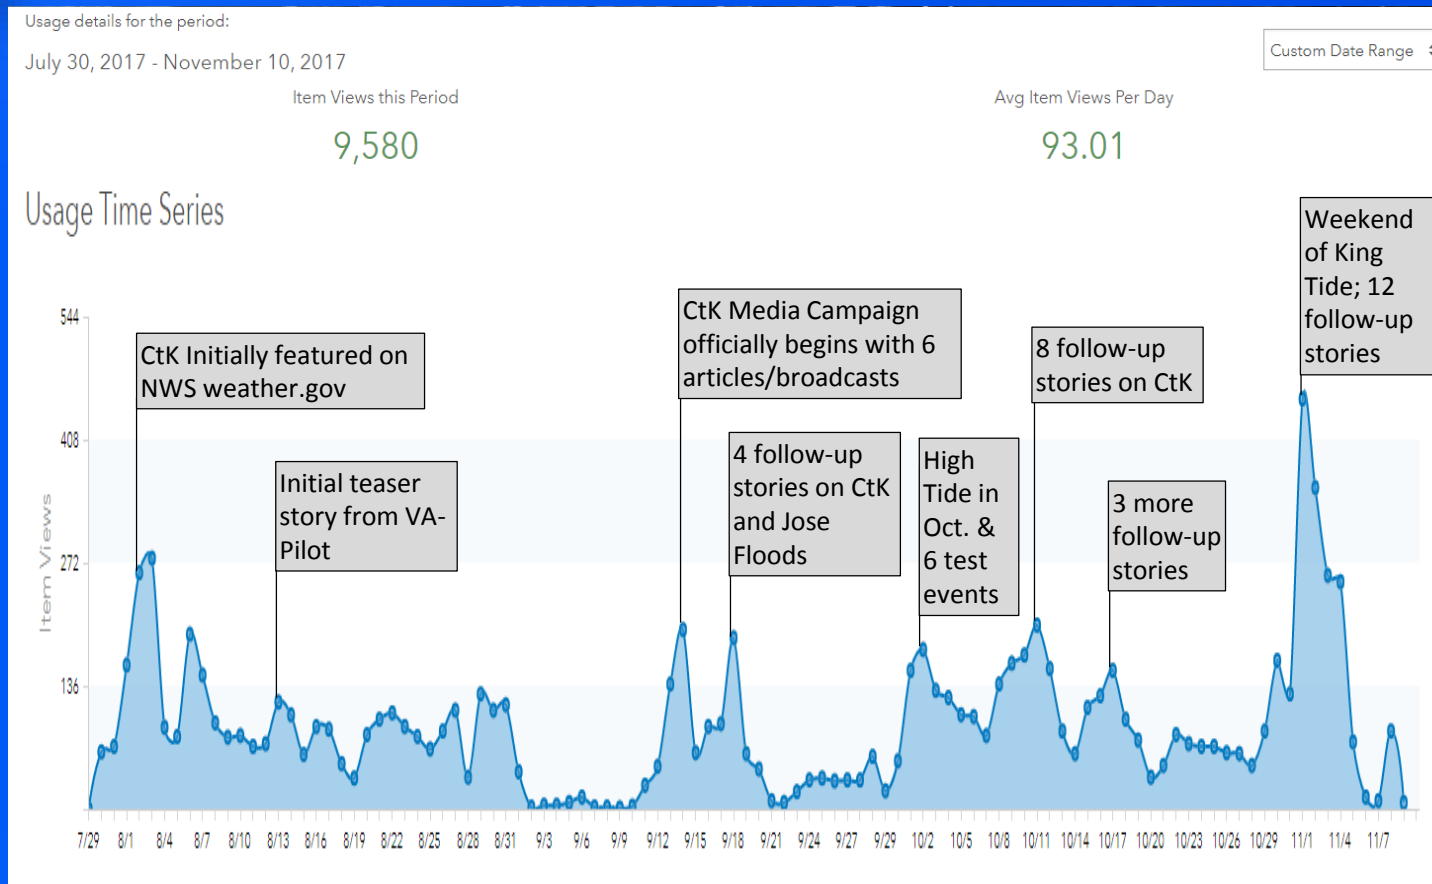 Usage details for the period:
July 30, 2017 - November 10, 2017
Custom Date Range
Item Views this Period
9,580
Avg Item Views Per Day
93.01
Usage Time Series
Item Views
544
408
272
136
CtK Initially featured on
NWS weather.gov
Initial teaser
story from VA-
Pilot
CtK Media Campaign
officially begins with 6
articles/broadcasts
4 follow-up
stories on CtK
and Jose
Floods
High
Tide in
Oct. &
6 test
events
8 follow-up
stories on CtK
3 more
follow-up
stories
Weekend
of King
Tide; 12
follow-up
stories
7/29 8/1 8/4 8/7 8/10 8/13 8/16 8/19 8/22 8/25 8/28 8/31 9/3 9/6 9/9 9/12 9/15 9/18 9/21 9/24 9/27 9/29 10/2 10/5 10/8 10/11 10/14 10/17 10/20 10/23 10/26 10/29 11/1 11/4 11/7